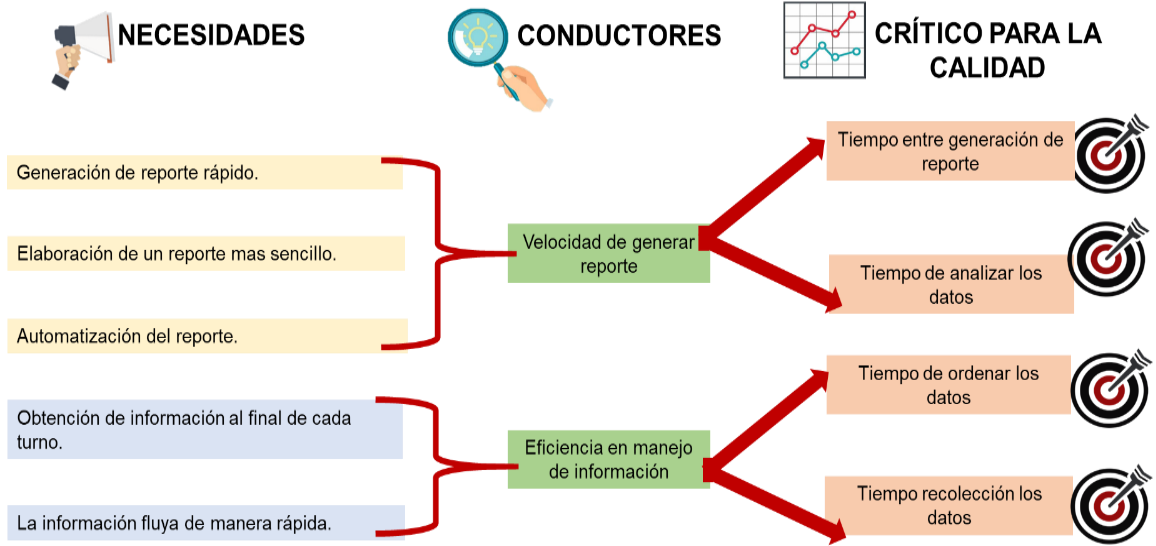 NECESIDADES
CONDUCTORES
CRÍTICO PARA LA
CALIDAD
Generación de reporte rápido.
Elaboración de un reporte mas sencillo.
Automatización del reporte.
Obtención de información al final de cada
turno.
La información fluya de manera rápida.
Velocidad de generar
reporte
Eficiencia en manejo
de información
Tiempo entre generación de
reporte
Tiempo de analizar los
datos
Tiempo de ordenar los
datos
Tiempo recolección los
datos